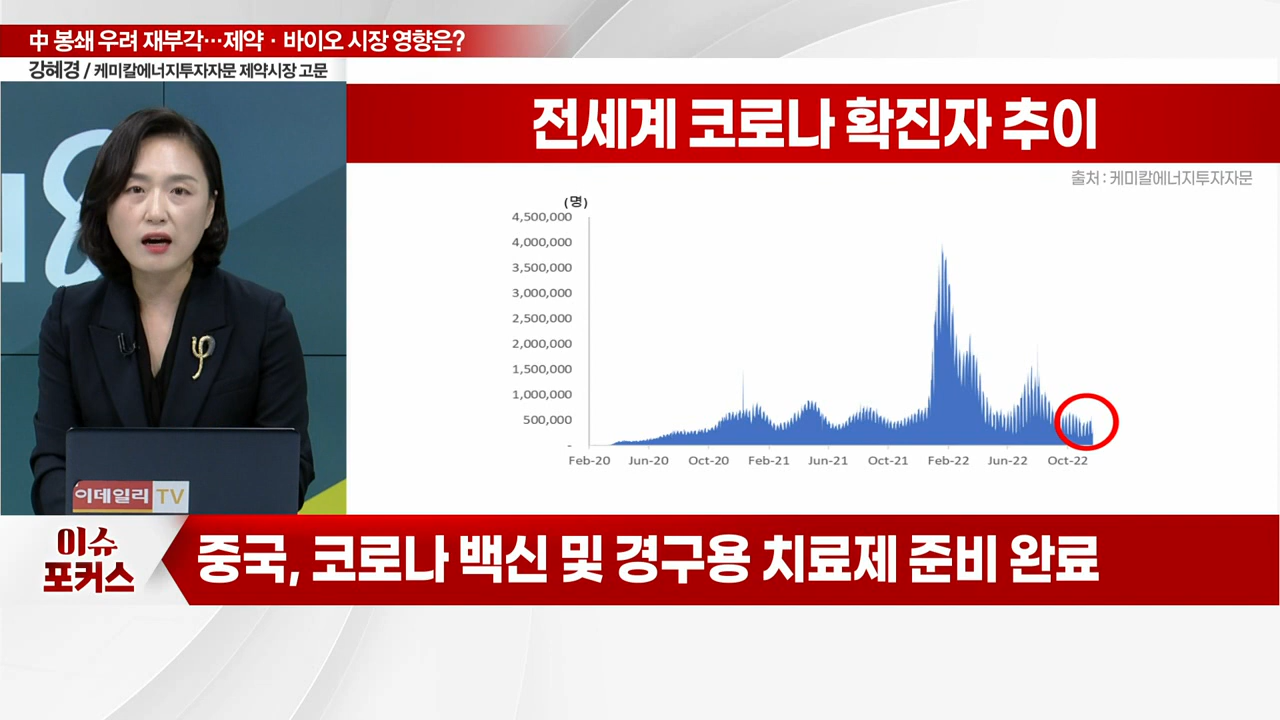 中 봉쇄 우려 재부각…제약·바이오 시장 영향은?
강혜경 / 케미칼에너지투자자문 제약시장 고문
전세계 코로나 확진자 추이
출처 : 케미칼에너지투자자문
(명)
4,500,000
4,000,000
3,500,000
3,000,000
2,500,000
2,000,000
1,500,000
1,000,000
500,000
-
Feb-20 Jun-20 Oct-20 Feb-21 Jun-21 Oct-21 Feb-22 Jun-22 Oct-22
이데일리 TV
이슈
포커스
중국, 코로나 백신 및 경구용 치료제 준비 완료